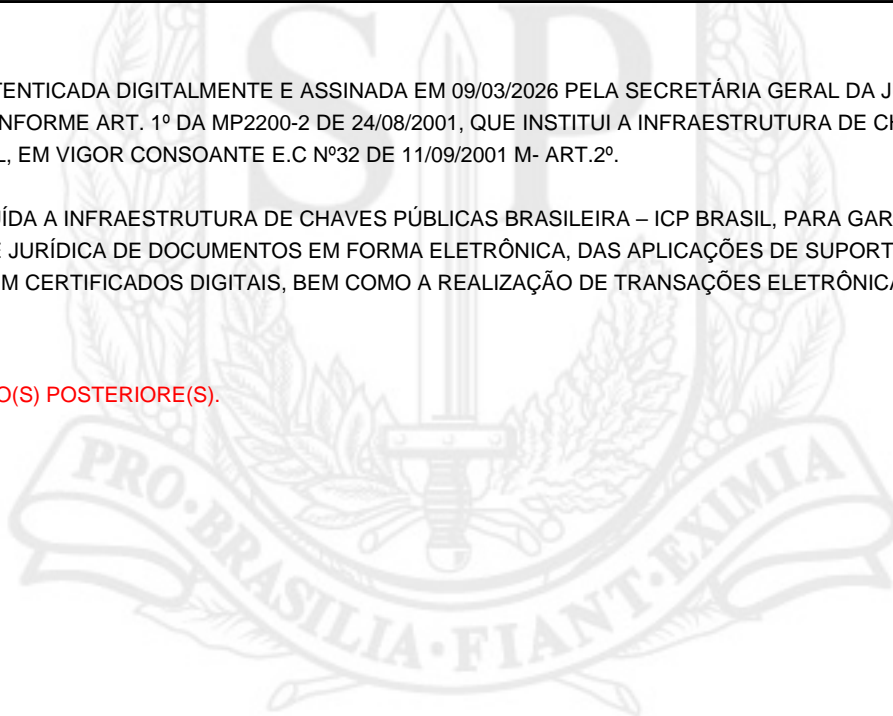 TENTICADA DIGITALMENTE E ASSINADA EM 09/03/2026 PELA SECRETÁRIA GERAL DA J
NFORME ART. 1º DA MP2200-2 DE 24/08/2001, QUE INSTITUI A INFRAESTRUTURA DE CH
L, EM VIGOR CONSOANTE E.C Nº32 DE 11/09/2001 M- ART.2º.
UÍDA A INFRAESTRUTURA DE CHAVES PÚBLICAS BRASILEIRA – ICP BRASIL, PARA GAR
E JURÍDICA DE DOCUMENTOS EM FORMA ELETRÔNICA, DAS APLICAÇÕES DE SUPORT
M CERTIFICADOS DIGITAIS, BEM COMO A REALIZAÇÃO DE TRANSAÇÕES ELETRÔNICA
O(S) POSTERIORE(S).
SP
PRO·BRASILIA·FIANT·EXIMIA